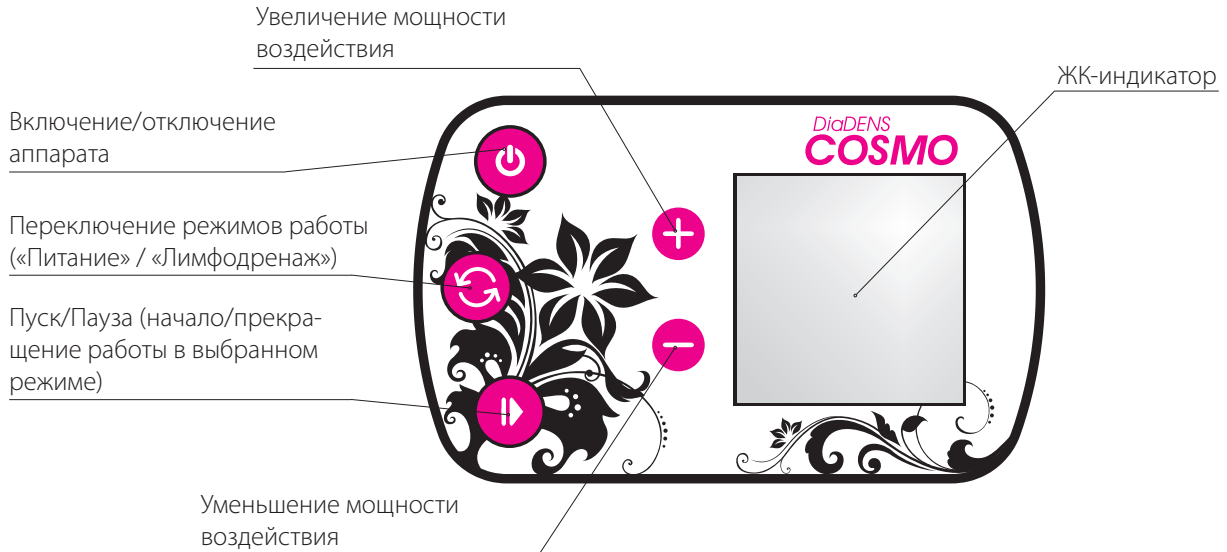 Увеличение мощности
воздействия
ЖК-индикатор
Включение/отключение
аппарата
DiaDENS
COSMO
Переключение режимов работы
(«Питание» / «Лимфодренаж»)
Пуск/Пауза (начало/прекра-
щение работы в выбранном
режиме)
Уменьшение мощности
воздействия